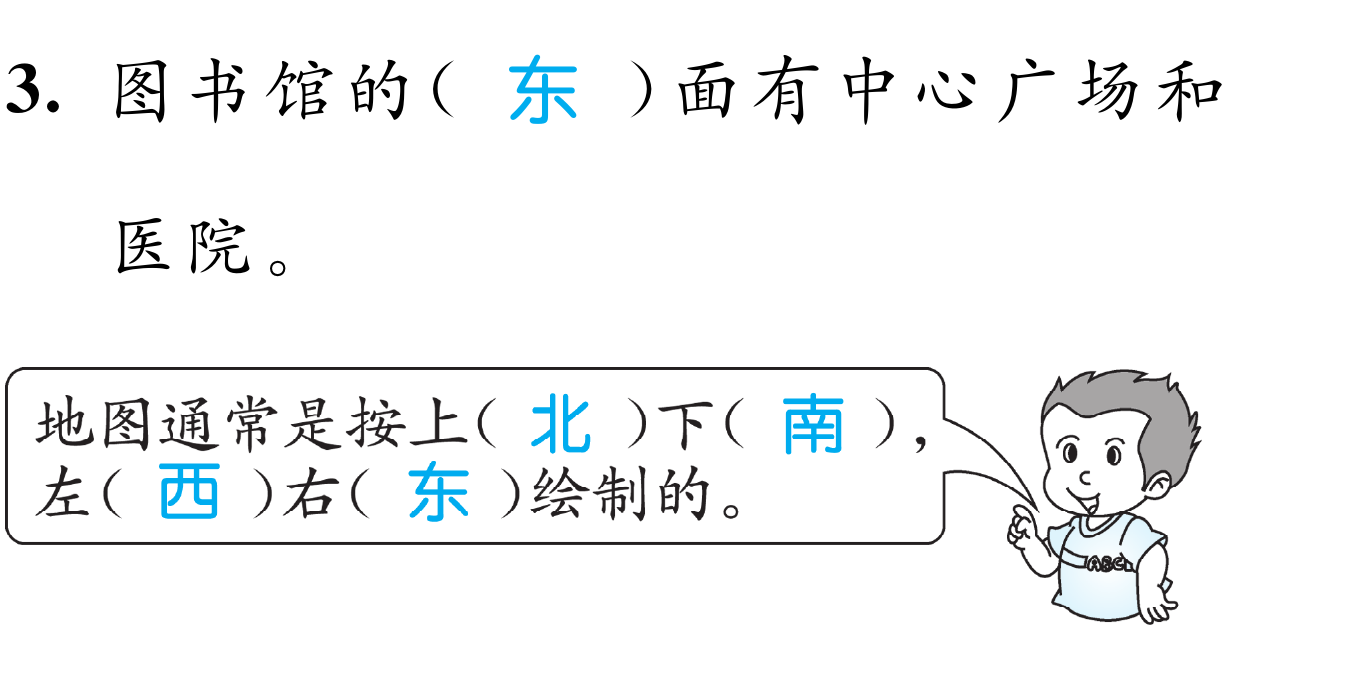 3. 图书馆的( 东 )面有中心广场和
医院。
地图通常是按上( 北 )下( 南 ),
左( 西 )右( 东 )绘制的。
ABCD